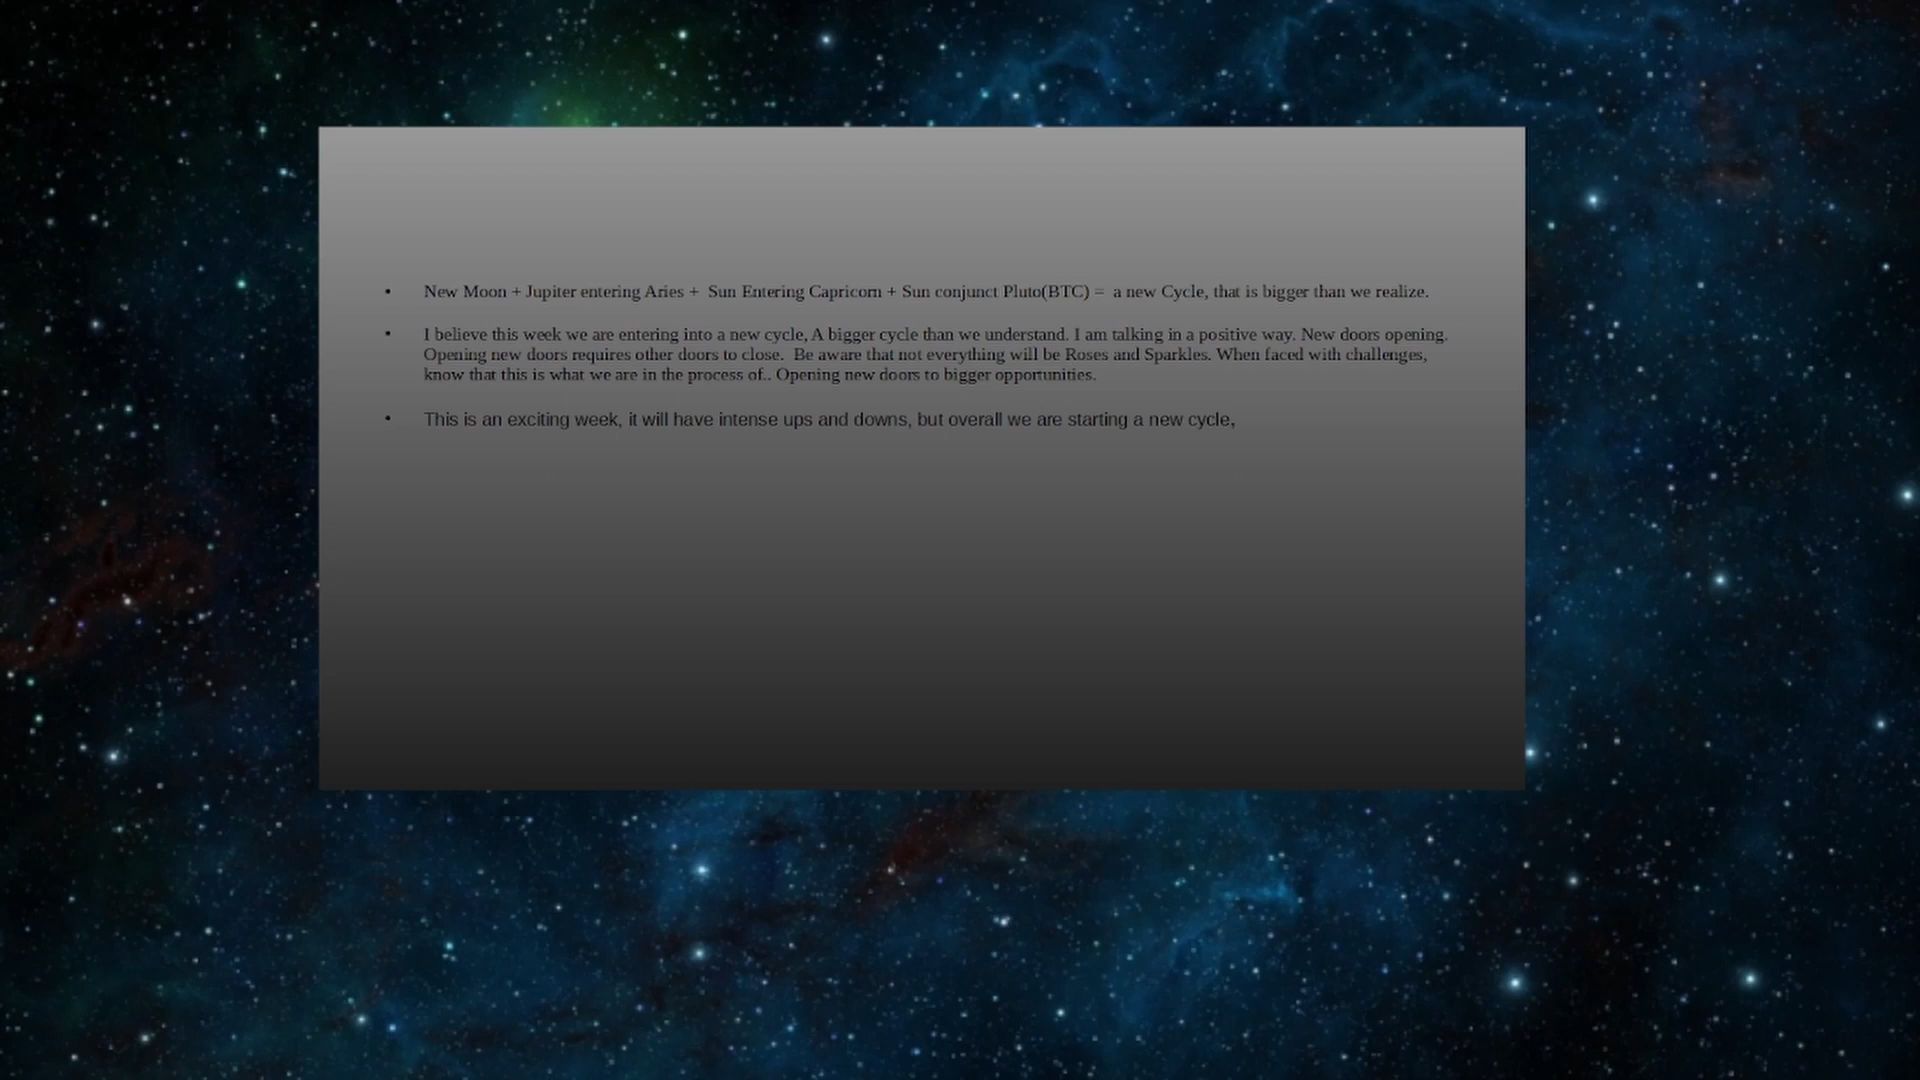 • New Moon + Jupiter entering Aries +  Sun Entering Capricorn + Sun conjunct Pluto(BTC) =  a new Cycle, that is bigger than we realize.
• I believe this week we are entering into a new cycle, A bigger cycle than we understand. I am talking in a positive way. New doors opening.
Opening new doors requires other doors to close.  Be aware that not everything will be Roses and Sparkles. When faced with challenges,
know that this is what we are in the process of.. Opening new doors to bigger opportunities.
• This is an exciting week, it will have intense ups and downs, but overall we are starting a new cycle,